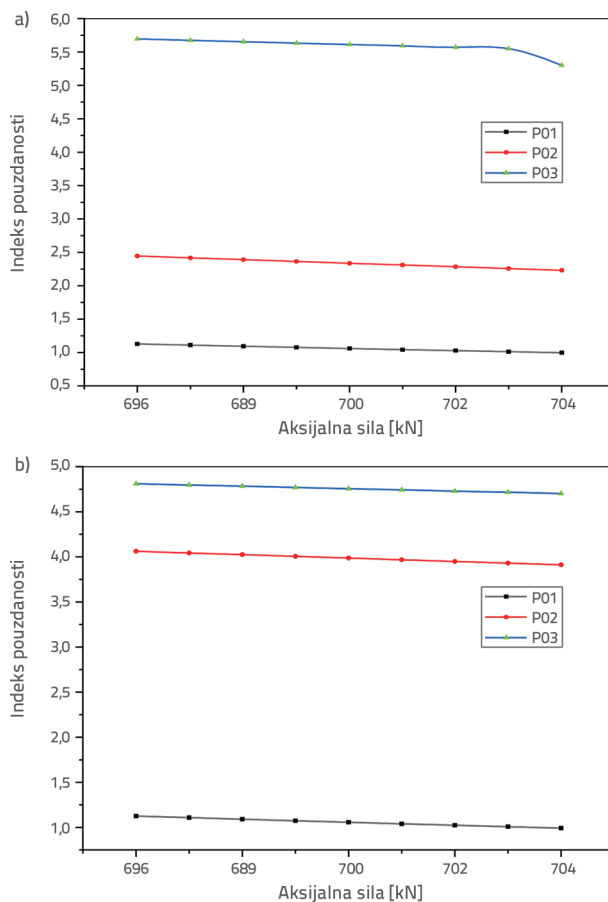 a)
6,0
5,5
5,0
4,5
4,0
3,5
3,0
2,5
2,0
1,5
1,0
0,5
Indeks pouzdanosti
P01
P02
P03
696
689
700
702
704
Aksijalna sila [kN]
b)
5,0
4,5
4,0
3,5
3,0
2,5
2,0
1,5
1,0
Indeks pouzdanosti
P01
P02
P03
696
689
700
702
704
Aksijalna sila [kN]